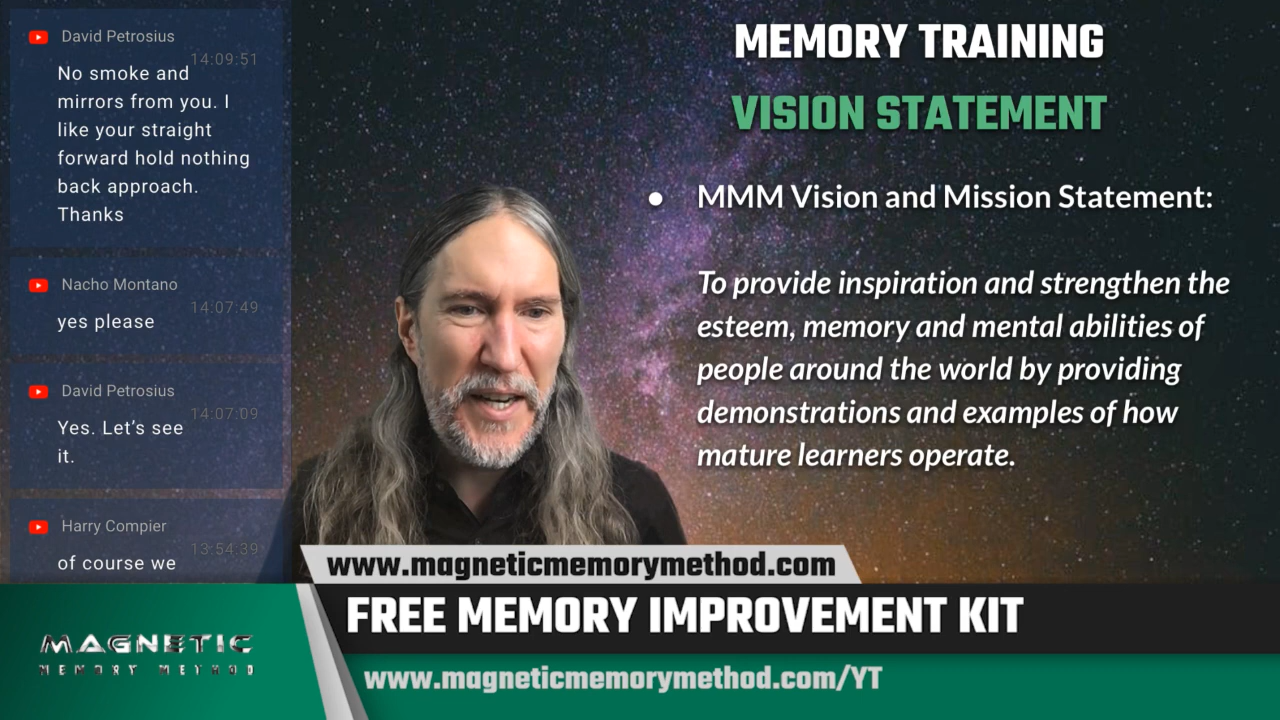 David Petrosius
14:09:51
No smoke and
mirrors from you. I
like your straight
forward hold nothing
back approach.
Thanks
Nacho Montano
14:07:49
yes please
David Petrosius
14:07:09
Yes. Let’s see
it.
Harry Compier
13:54:39
of course we
MEMORY TRAINING
VISION STATEMENT
• MMM Vision and Mission Statement:
To provide inspiration and strengthen the
esteem, memory and mental abilities of
people around the world by providing
demonstrations and examples of how
mature learners operate.
www.magneticmemorymethod.com
FREE MEMORY IMPROVEMENT KIT
www.magneticmemorymethod.com/YT
MAGNETIC
MEMORY METHOD